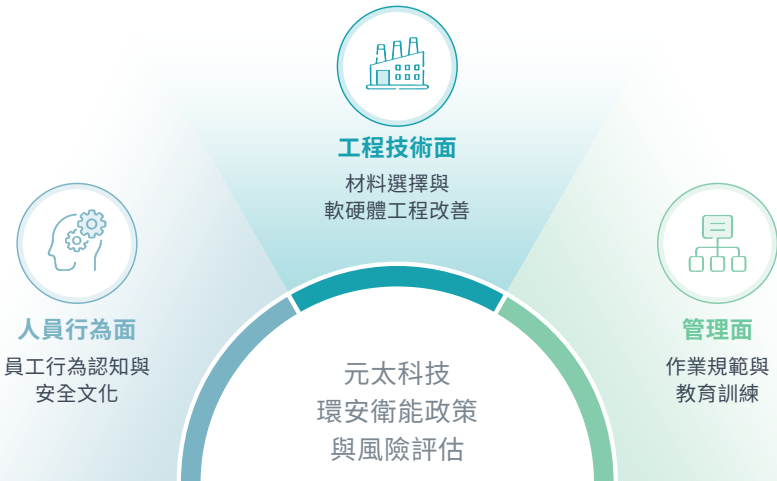 工程技術面
材料選擇與
軟硬體工程改善
人員行為面
員工行為認知與
安全文化
管理面
作業規範與
教育訓練
元太科技
環安衛能政策
與風險評估